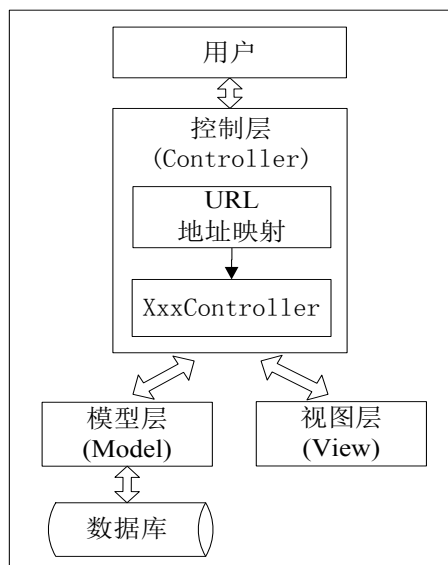 用户
控制层
(Controller)
URL
地址映射
XxxController
模型层
(Model)
视图层
(View)
数据库